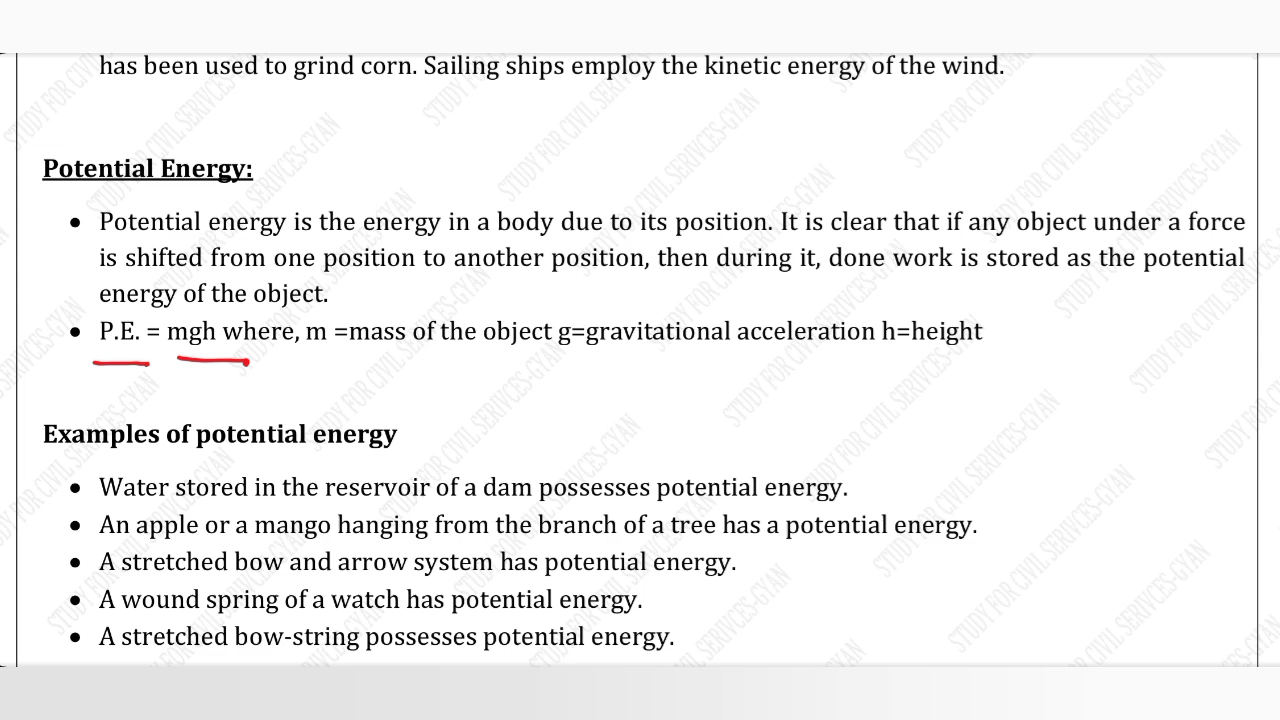 has been used to grind corn. Sailing ships employ the kinetic energy of the wind.
Potential Energy:
• Potential energy is the energy in a body due to its position. It is clear that if any object under a force
is shifted from one position to another position, then during it, done work is stored as the potential
energy of the object.
• P.E. = mgh where, m =mass of the object g=gravitational acceleration h=height
Examples of potential energy
• Water stored in the reservoir of a dam possesses potential energy.
• An apple or a mango hanging from the branch of a tree has a potential energy.
• A stretched bow and arrow system has potential energy.
• A wound spring of a watch has potential energy.
• A stretched bow-string possesses potential energy.
STUDY FOR CIVIL SERIVCES-GYAN